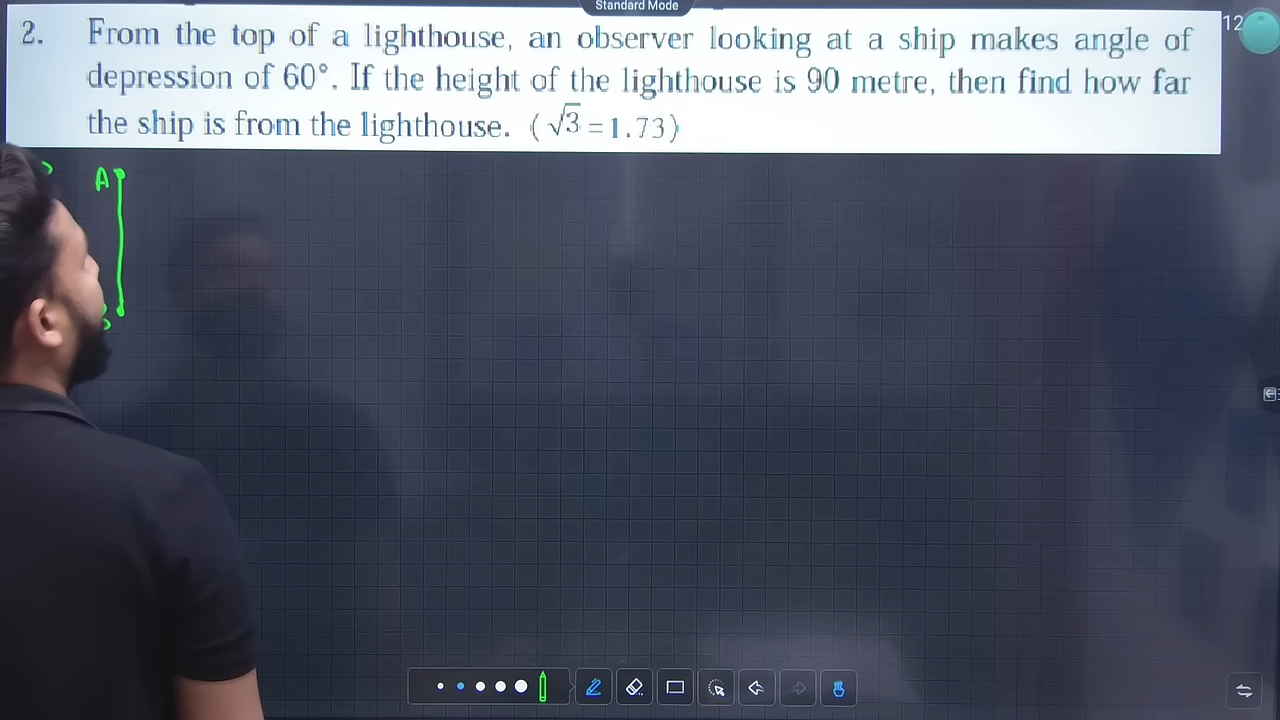 Standard Mode
12
2. From the top of a lighthouse, an observer looking at a ship makes angle of
depression of 60°. If the height of the lighthouse is 90 metre, then find how far
the ship is from the lighthouse. (√3 = 1.73)
A